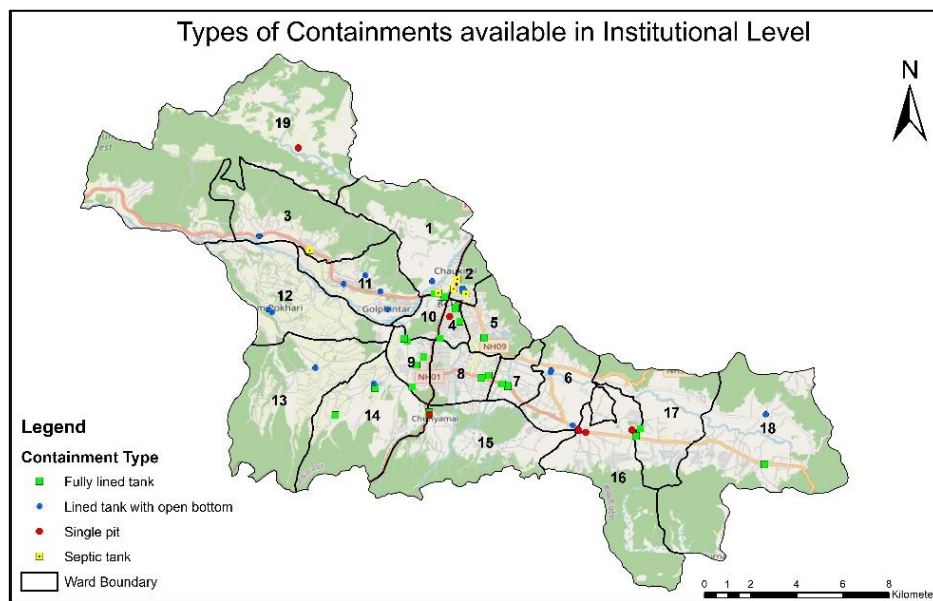 Types of Containments available in Institutional Level
N
19
3
1
2
11
12
Golphantar
10
4
5
NH09
9
NH01
8
7
6
13
14
15
17
18
16
Legend
Containment Type
Fully lined tank
Lined tank with open bottom
Single pit
Septic tank
Ward Boundary
0 1 2 4 6 8
Kilomete